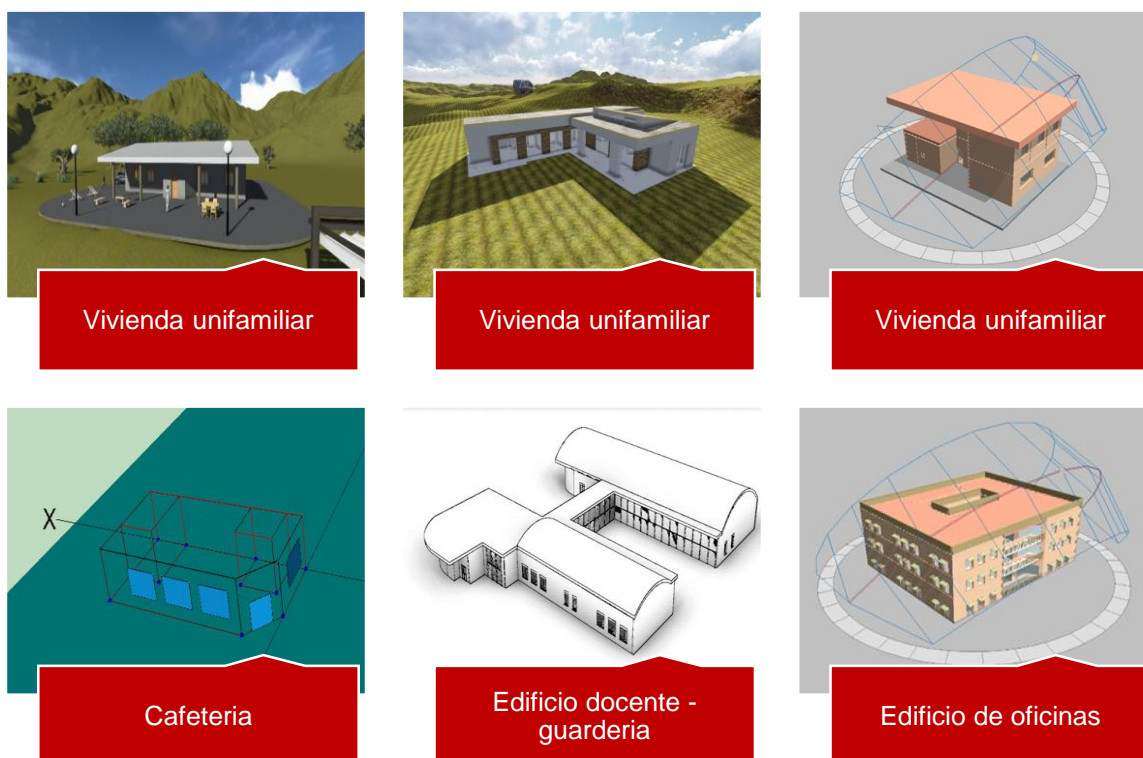 Vivienda unifamiliar
Vivienda unifamiliar
Vivienda unifamiliar
X
Cafeteria
Edificio docente -
guarderia
Edificio de oficinas